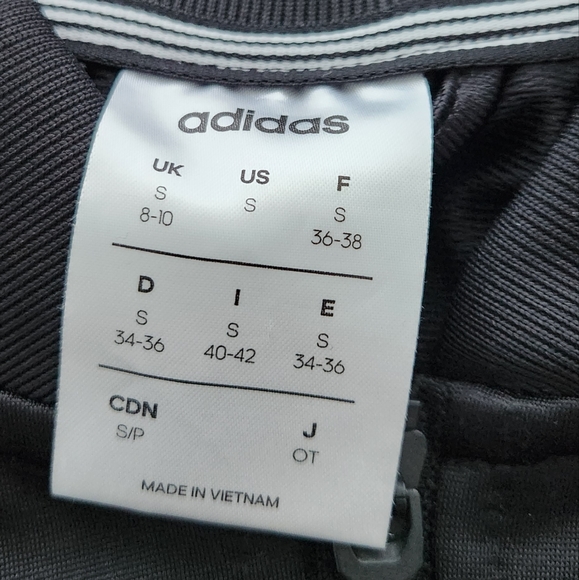 adidas
UK US F
S S S
8-10 36-38
D I E
S S S
34-36 40-42 34-36
CDN J
S/P OT
MADE IN VIETNAM